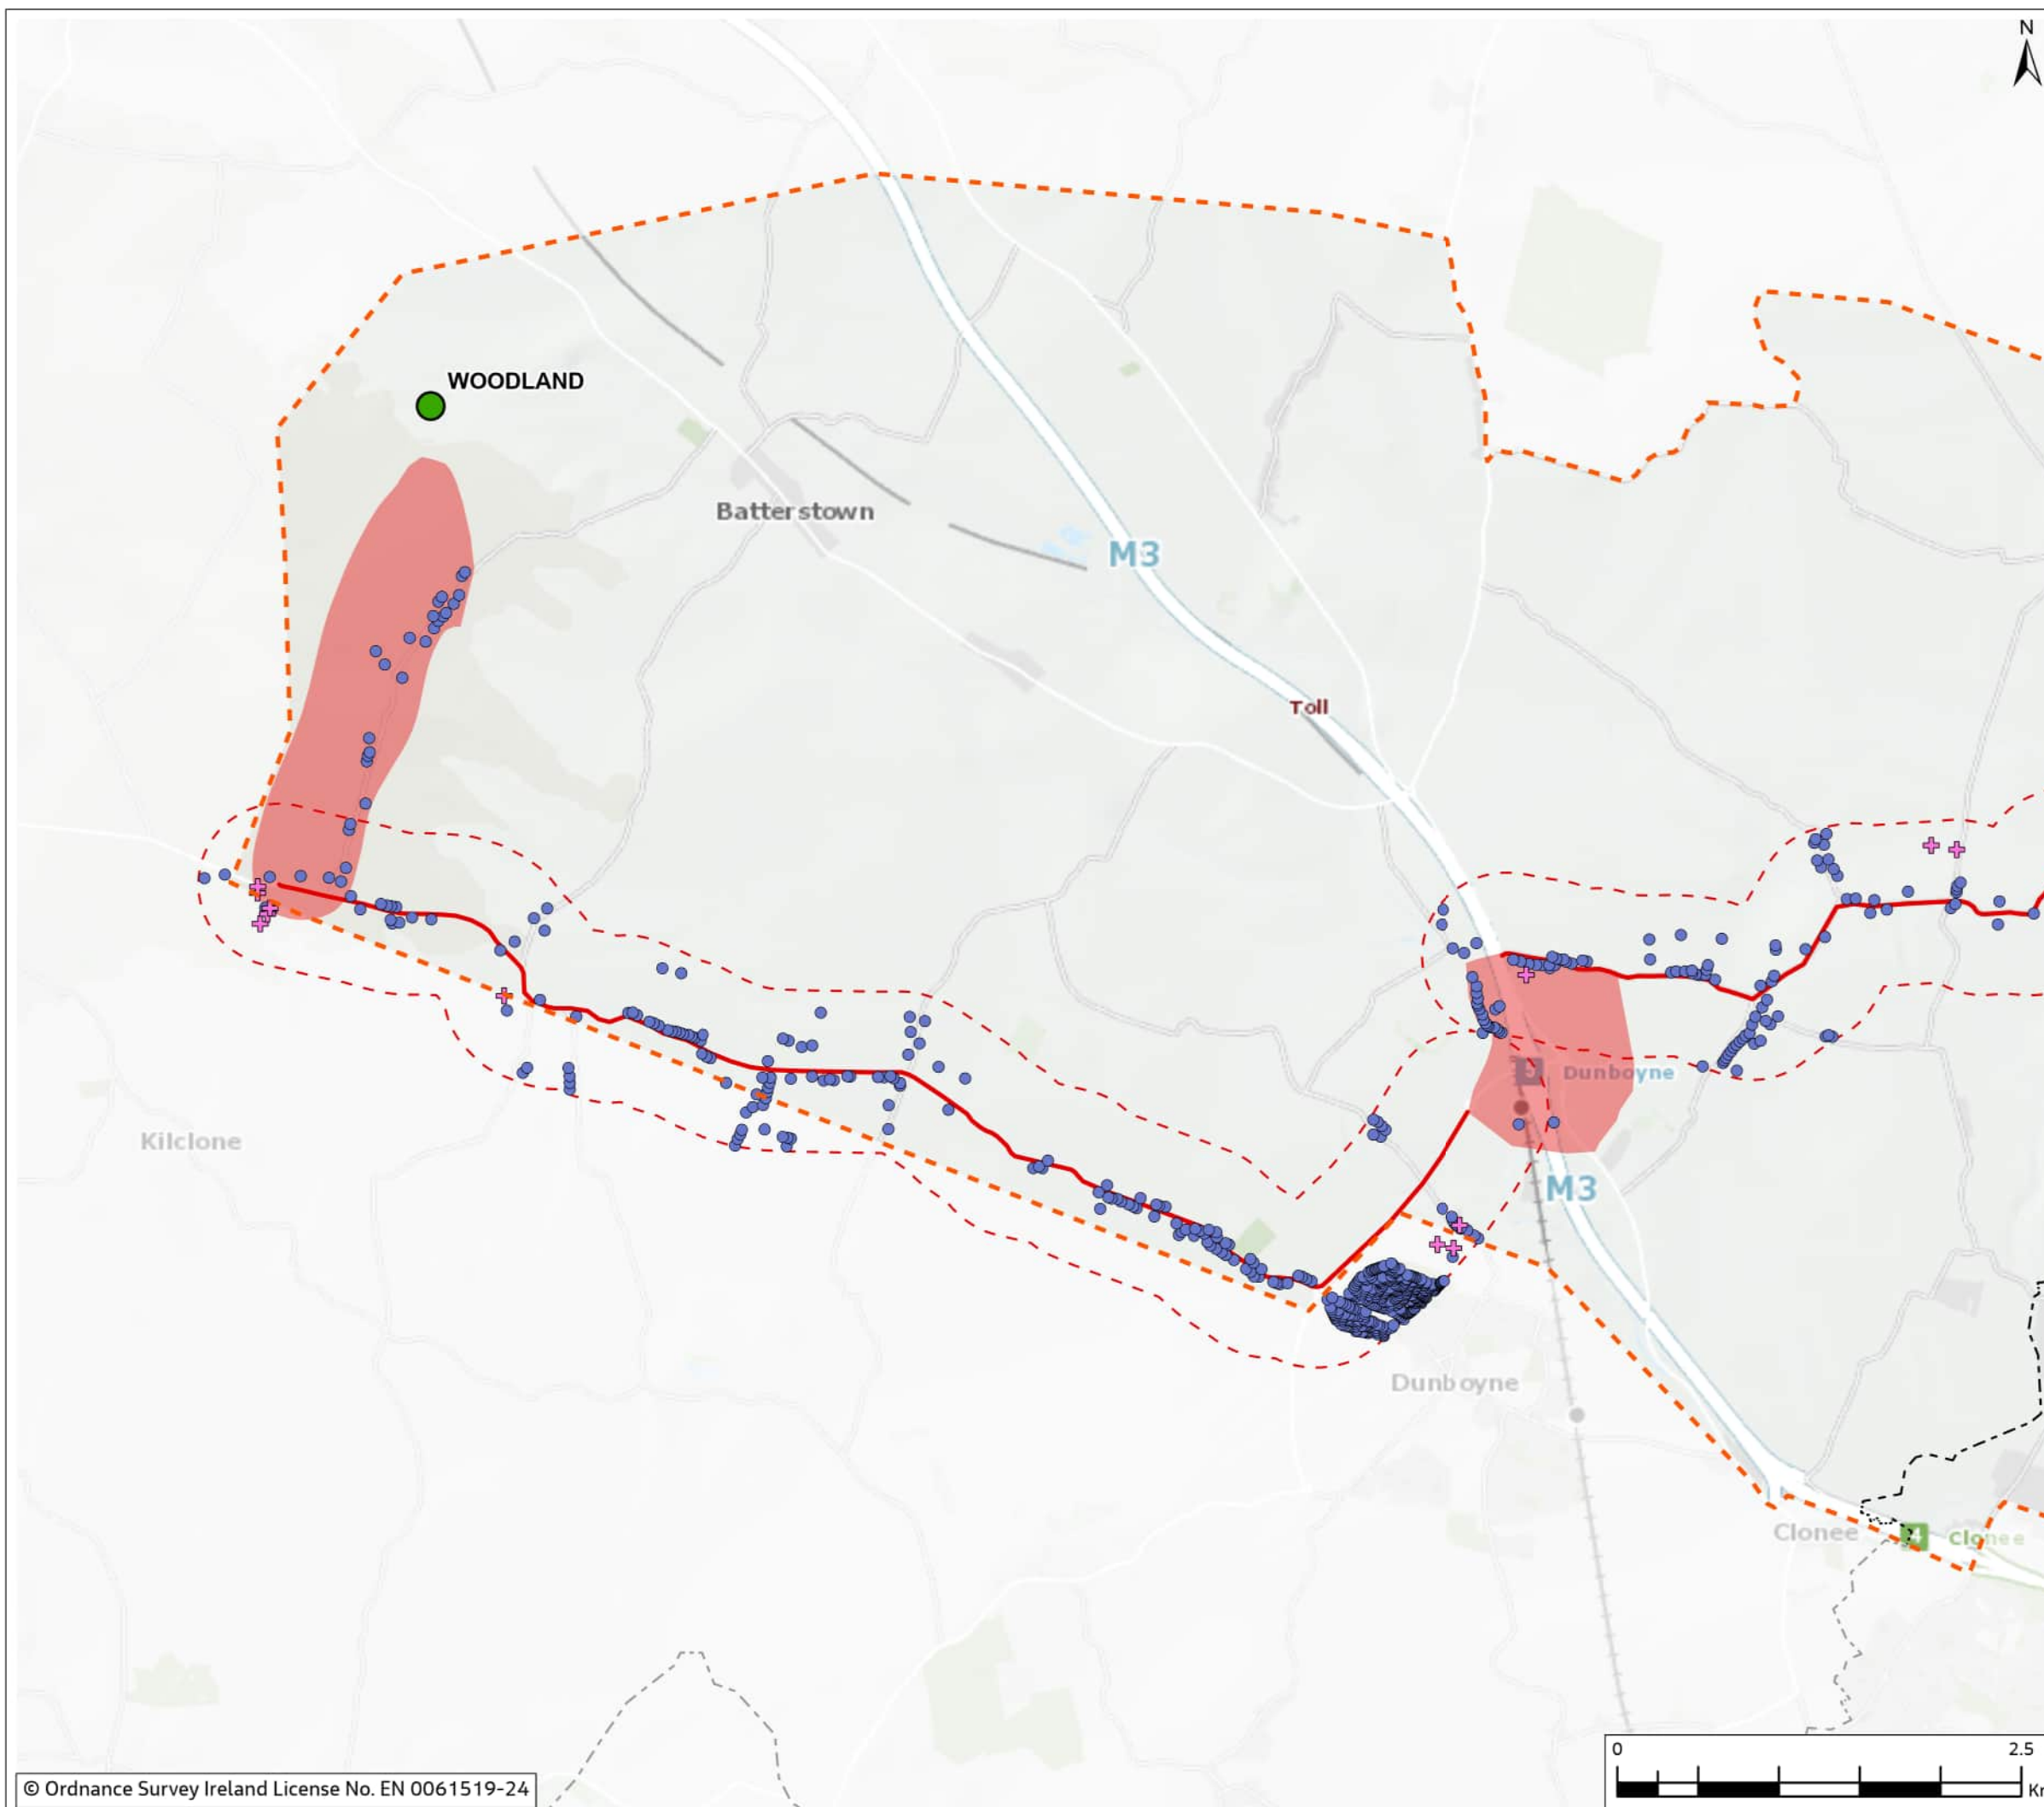 N
WOODLAND
Batterstown
M3
Toll
Dunboyne
Kilclone
M3
Dunboyne
Clonee
4
Clonee
0
2.5
© Ordnance Survey Ireland License No. EN 0061519-24